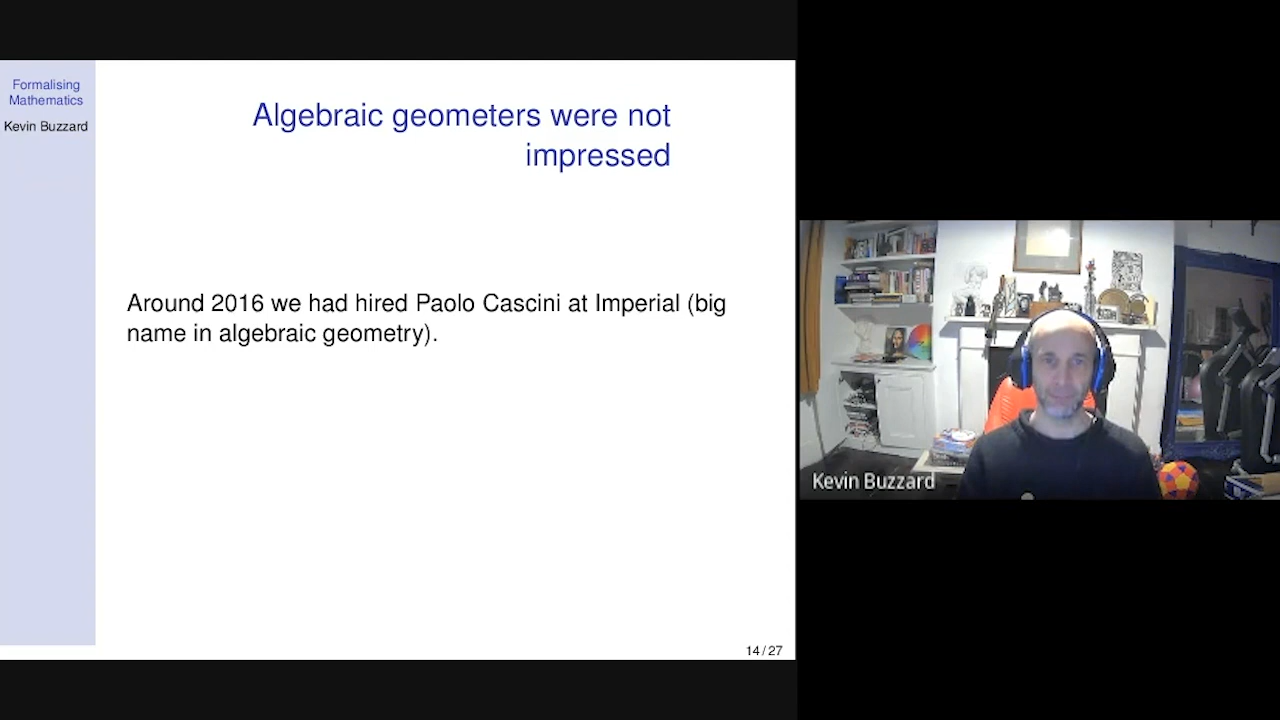 Formalising
Mathematics
Kevin Buzzard
Algebraic geometers were not
impressed
Around 2016 we had hired Paolo Cascini at Imperial (big
name in algebraic geometry).
14 / 27
Kevin Buzzard